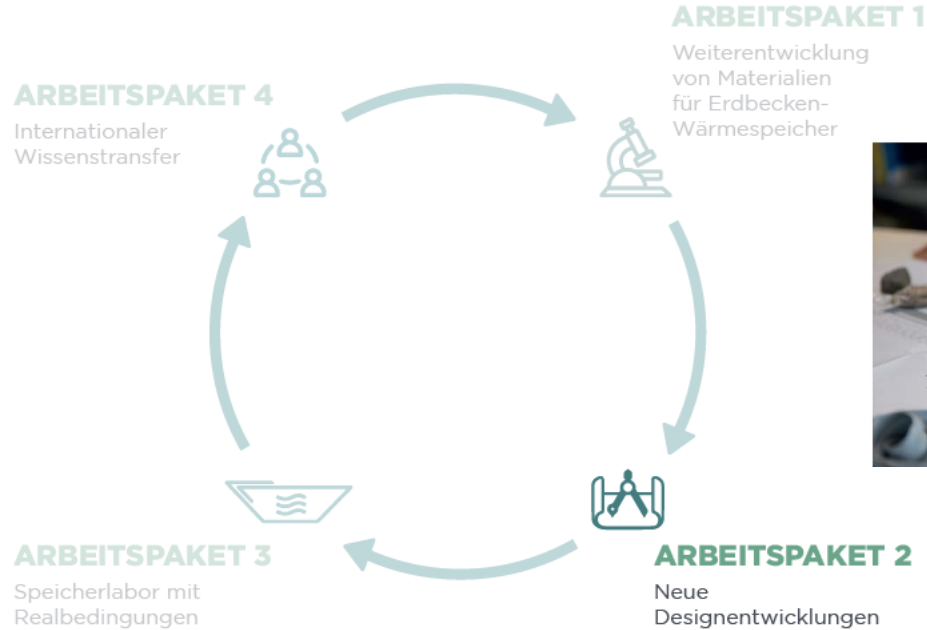 ARBEITSPAKET 1
Weiterentwicklung
von Materialien
für Erdbecken-
Wärmespeicher
ARBEITSPAKET 4
Internationaler
Wissenstransfer
ARBEITSPAKET 3
Speicherlabor mit
Realbedingungen
ARBEITSPAKET 2
Neue
Designentwicklungen